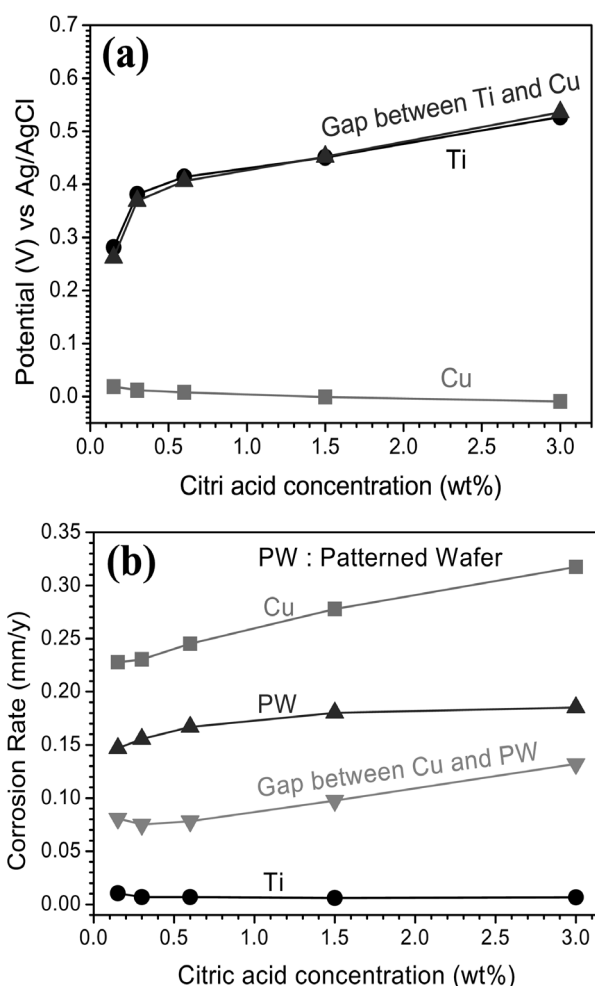 (a)
0.7
0.6
0.5
0.4
0.3
0.2
0.1
0.0
Potential (V) vs Ag/AgCl
Gap between Ti and Cu
Ti
Cu
0.0 0.5 1.0 1.5 2.0 2.5 3.0
Citri acid concentration (wt%)
(b)
PW : Patterned Wafer
0.35
0.30
0.25
0.20
0.15
0.10
0.05
0.00
Corrosion Rate (mm/y)
Cu
PW
Gap between Cu and PW
Ti
0.0 0.5 1.0 1.5 2.0 2.5 3.0
Citric acid concentration (wt%)